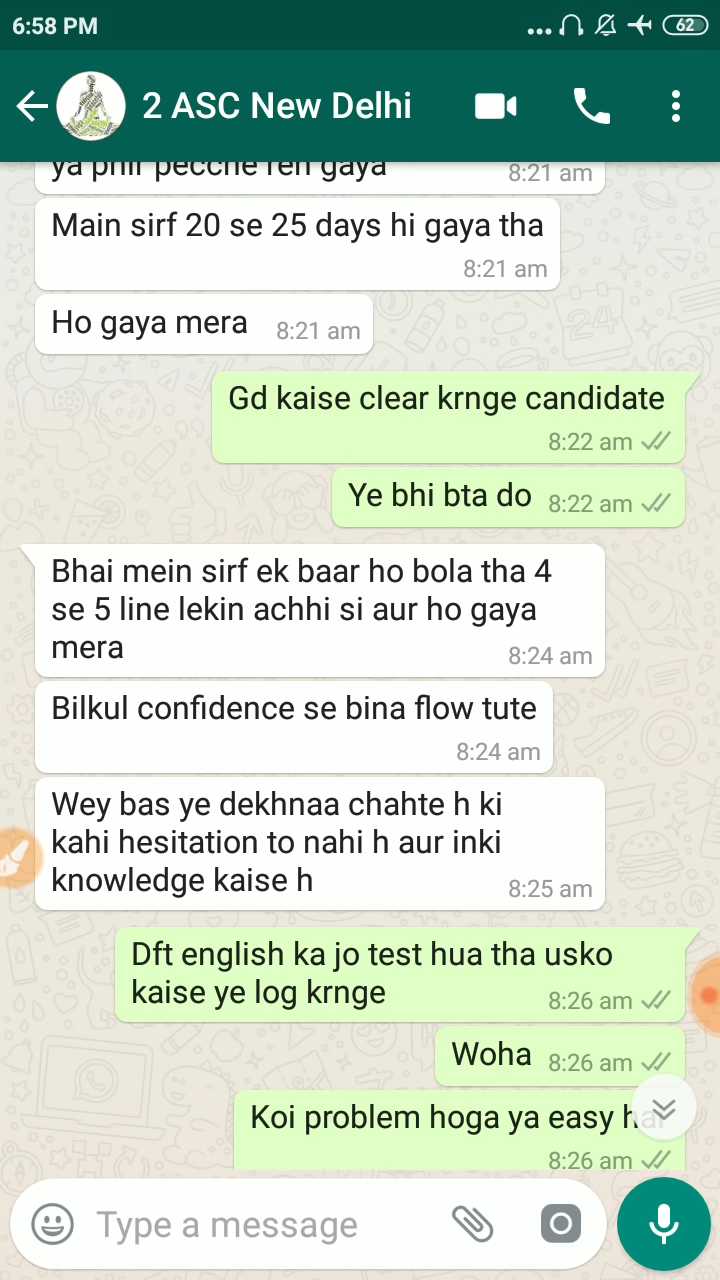 6:58 PM
62
2 ASC New Delhi
ya phir pecche reh gaya
8:21 am
Main sirf 20 se 25 days hi gaya tha
8:21 am
Ho gaya mera 8:21 am
Gd kaise clear krnge candidate
8:22 am
Ye bhi bta do 8:22 am
Bhai mein sirf ek baar ho bola tha 4
se 5 line lekin achhi si aur ho gaya
mera 8:24 am
Bilkul confidence se bina flow tute
8:24 am
Wey bas ye dekhnaa chahte h ki
kahi hesitation to nahi h aur inki
knowledge kaise h 8:25 am
Dft english ka jo test hua tha usko
kaise ye log krnge 8:26 am
Woha 8:26 am
Koi problem hoga ya easy hai
8:26 am
Type a message